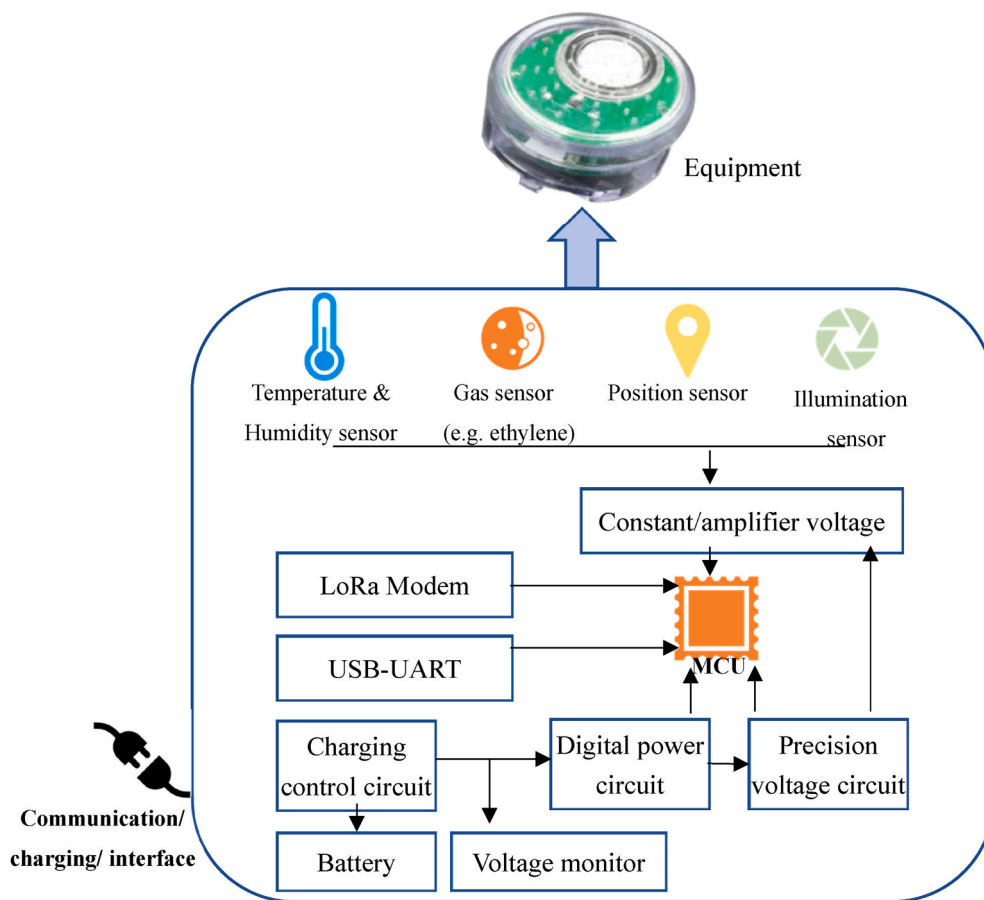 Equipment
Temperature &
Humidity sensor
Gas sensor
(e.g. ethylene)
Position sensor
Illumination
sensor
Constant/amplifier voltage
LoRa Modem
USB-UART
MCU
Charging
control circuit
Digital power
circuit
Precision
voltage circuit
Communication/
charging/ interface
Battery
Voltage monitor